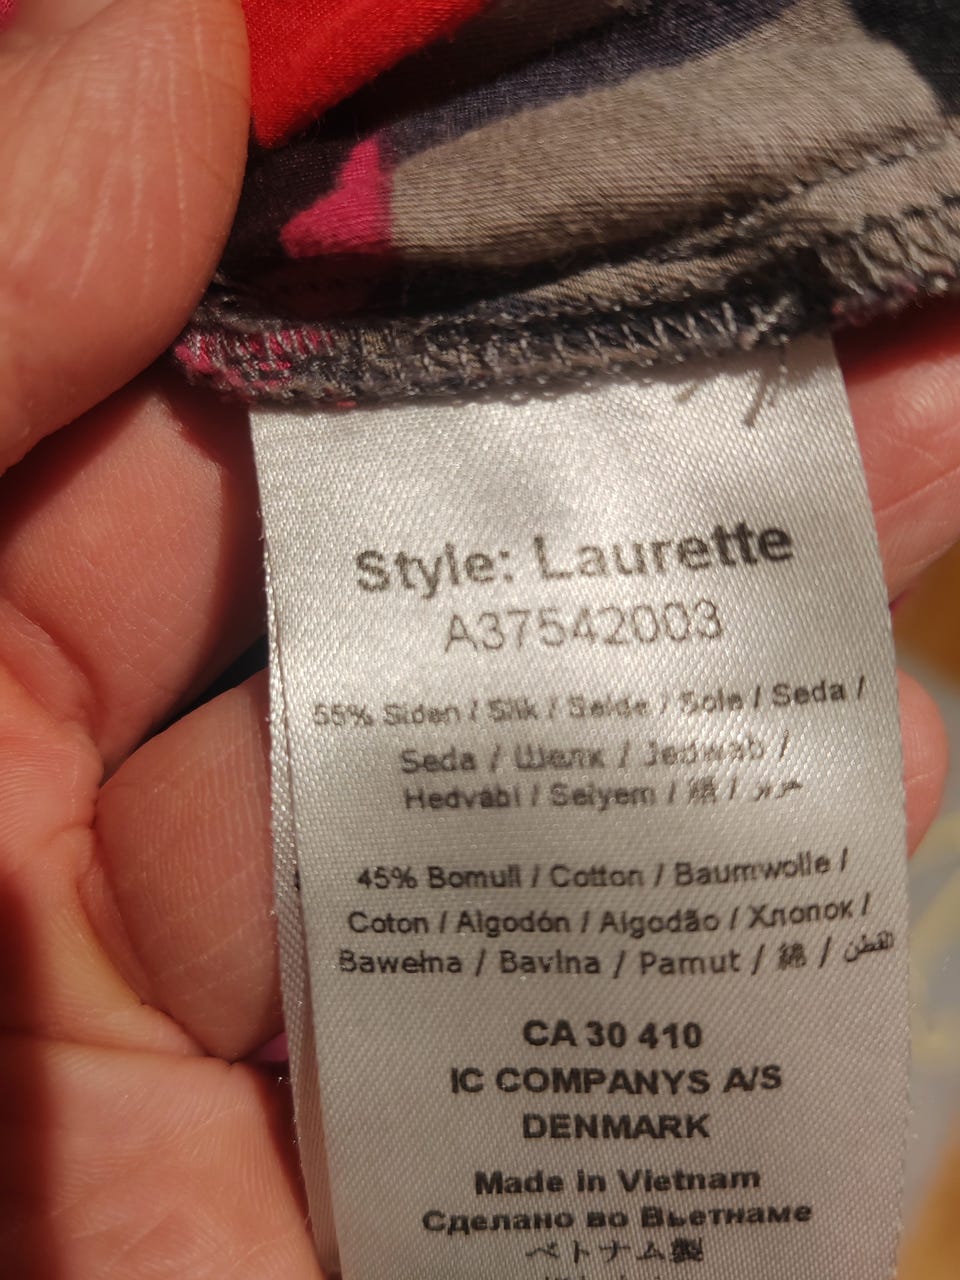 Style: Laurette
A37542003
55% Siden / Silk / Seide / Soie / Seda /
Seda / Шелк / Jedwab /
Hedvábí / Selyem / 絹 / حرير
45% Bomull / Cotton / Baumwolle /
Coton / Algodón / Algodão / Хлопок /
Bawełna / Bavlna / Pamut / 綿 / القطن
CA 30 410
IC COMPANYS A/S
DENMARK
Made in Vietnam
Сделано во Вьетнаме
ベトナム製